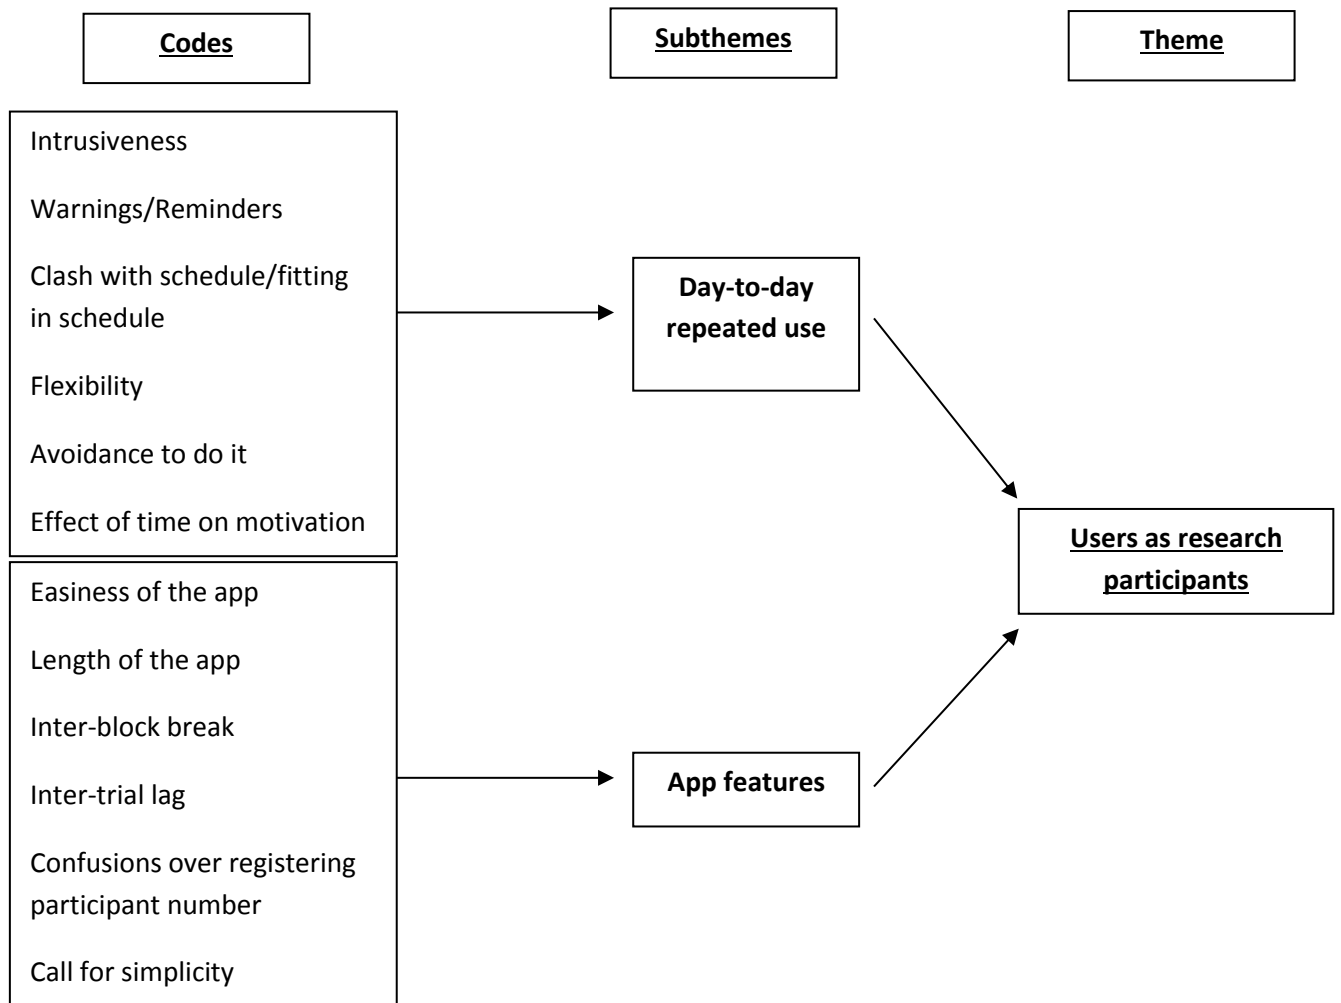 Codes
Subthemes
Theme
Intrusiveness
Warnings/Reminders
Clash with schedule/fitting
in schedule
Flexibility
Avoidance to do it
Effect of time on motivation
Easiness of the app
Length of the app
Inter-block break
Inter-trial lag
Confusions over registering
participant number
Call for simplicity
Day-to-day
repeated use
App features
Users as research
participants